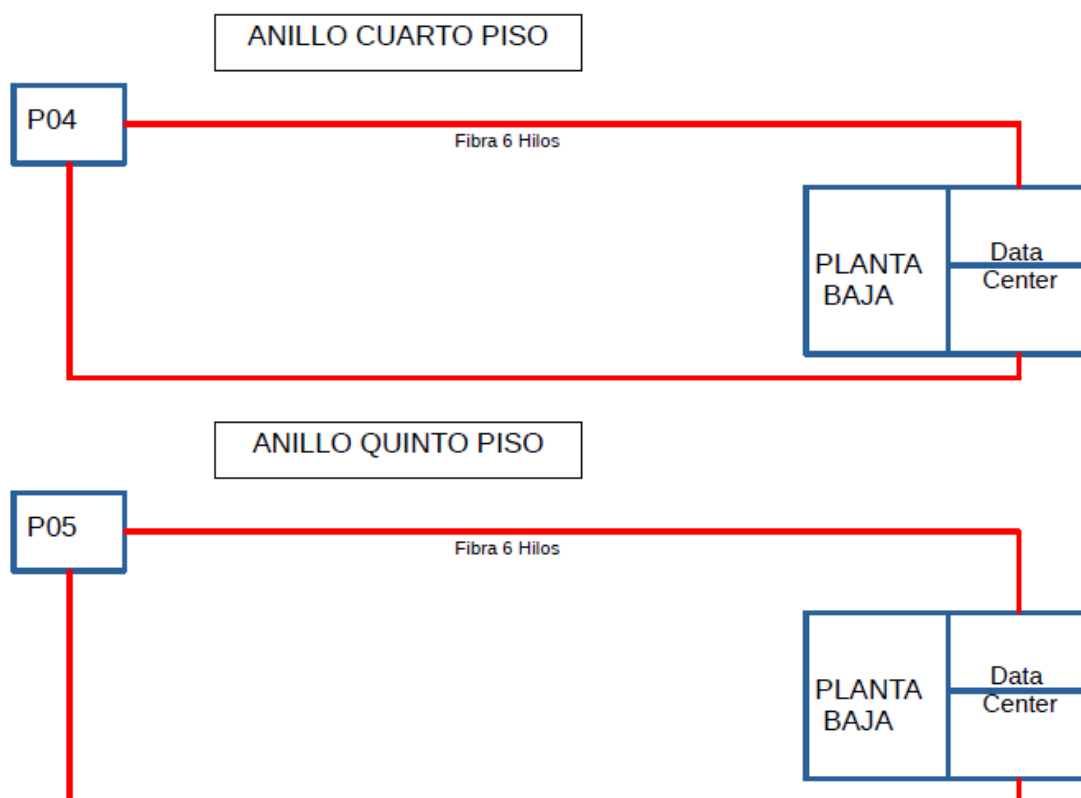 ANILLO CUARTO PISO
P04
Fibra 6 Hilos
PLANTA
BAJA
Data
Center
ANILLO QUINTO PISO
P05
Fibra 6 Hilos
PLANTA
BAJA
Data
Center